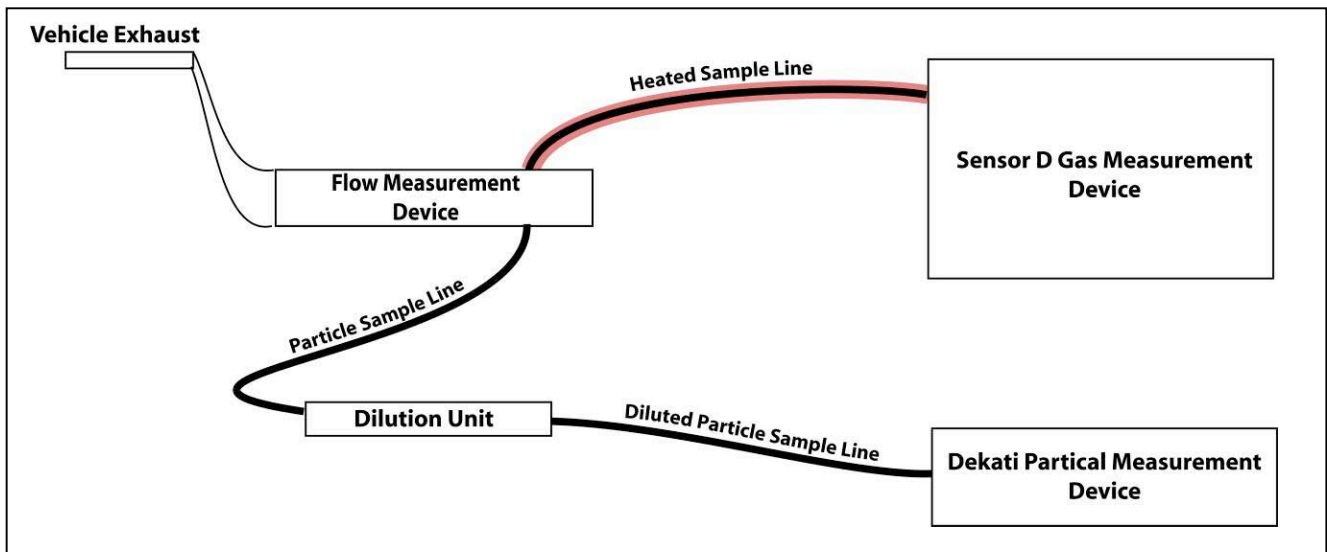 Vehicle Exhaust
Heated Sample Line
Sensor D Gas Measurement
Device
Flow Measurement
Device
Particle Sample Line
Dilution Unit
Diluted Particle Sample Line
Dekati Partical Measurement
Device